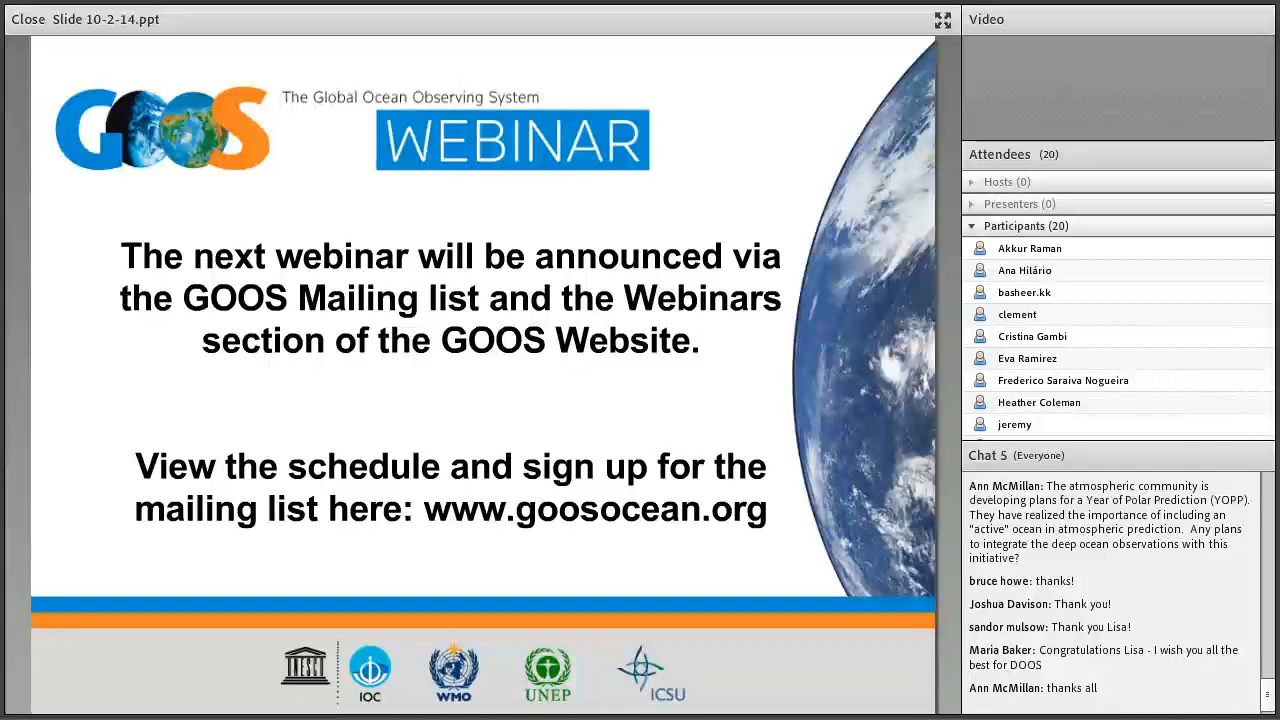 Close Slide 10-2-14.ppt
GOOS
The Global Ocean Observing System
WEBINAR
The next webinar will be announced via
the GOOS Mailing list and the Webinars
section of the GOOS Website.
View the schedule and sign up for the
mailing list here: www.goosocean.org
UNESCO
IOC
WMO
UNEP
ICSU
Video
Attendees (20)
Hosts (0)
Presenters (0)
Participants (20)
Akkur Raman
Ana Hilário
basheer.kk
clement
Cristina Gambi
Eva Ramirez
Frederico Saraiva Nogueira
Heather Coleman
jeremy
Chat 5 (Everyone)
Ann McMillan: The atmospheric community is
developing plans for a Year of Polar Prediction (YOPP).
They have realized the importance of including an
"active" ocean in atmospheric prediction. Any plans
to integrate the deep ocean observations with this
initiative?
bruce howe: thanks!
Joshua Davison: Thank you!
sandor mulsow: Thank you Lisa!
Maria Baker: Congratulations Lisa - I wish you all the
best for DOOS
Ann McMillan: thanks all